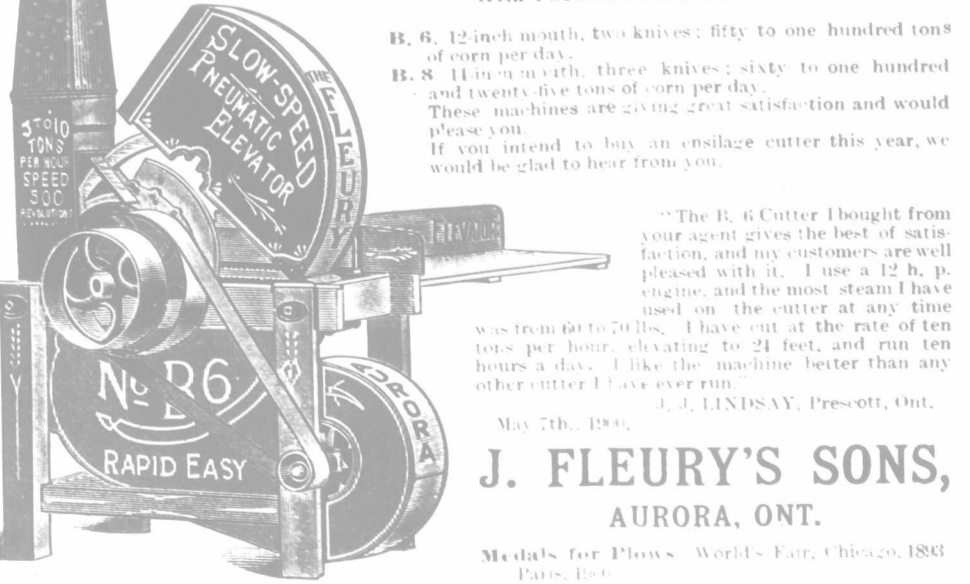 B. 6. 12-inch mouth, two knives; fifty to one hundred tons
of corn per day.
B. 8 mouth, three knives; sixty to one hundred
and twenty-five tons of corn per day.
These machines are giving great satisfaction and would
please you.
If you intend to buy an ensilage cutter this year, we
would be glad to hear from you.
"The B. 6 Cutter I bought from
your agent gives the best of satis-
faction, and my customers are well
pleased with it. I use a 12 h. p.
engine, and the most steam I have
used on the cutter at any time
was from 60 to 70 lbs. I have cut at the rate of ten
tons per hour, elevating to 24 feet, and run ten
hours a day. I like the machine better than any
other cutter I have ever run."
J. J. LINDSAY, Prescott, Ont.
May 7th., 1900.
J. FLEURY'S SONS,
AURORA, ONT.
Medals for Plows World's Fair, Chicago, 1893
Paris,
SLOW-SPEED
PNEUMATIC
ELEVATOR
THE FLEURY
ELEVATOR
5 TO 10
TONS
PER HOUR
SPEED
500
REVOLUTIONS
No B6
RAPID EASY
AURORA